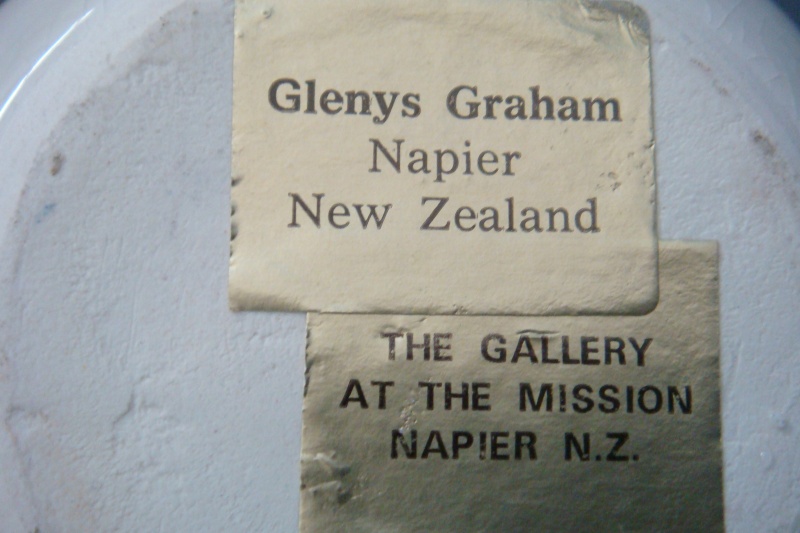 Glenys Graham
Napier
New Zealand
THE GALLERY
AT THE MISSION
NAPIER N.Z.